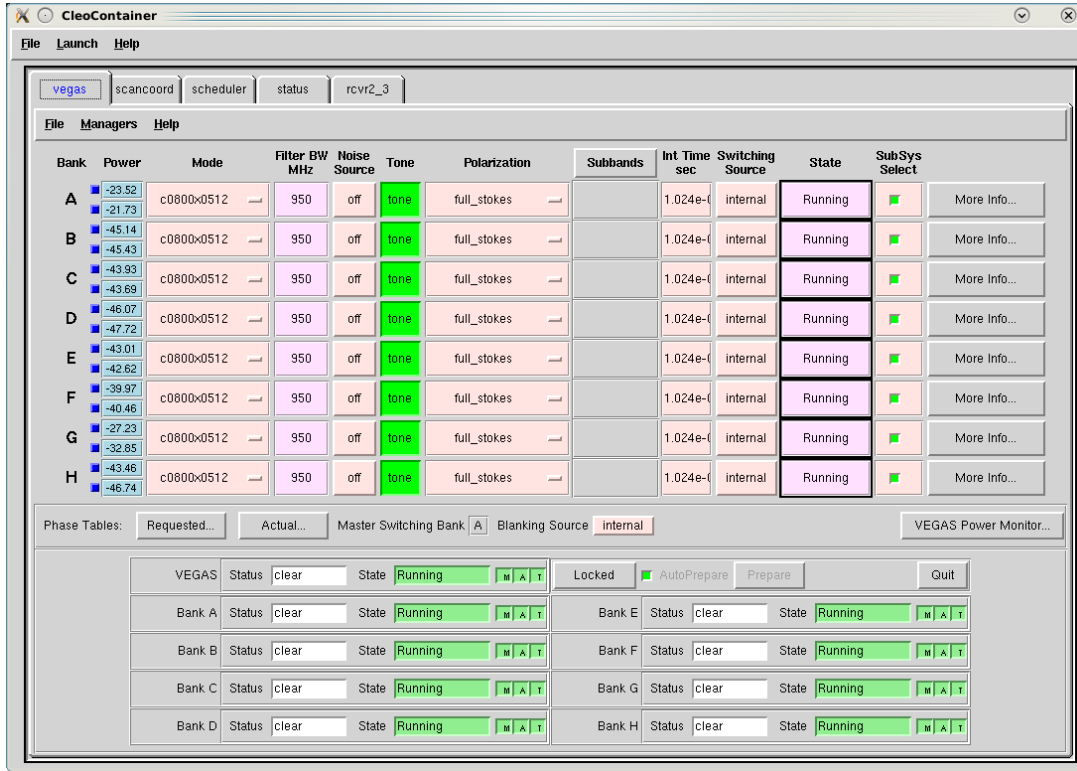 CleoContainer
File Launch Help
vegas scancoord scheduler status rcvr2_3
File Managers Help
Bank Power Mode Filter BW MHz Noise Source Tone Polarization Subbands Int Time sec Switching Source State SubSys Select
A -23.52 -21.73 c0800x0512 950 off tone full_stokes 1.024e-0 internal Running More Info...
B -45.14 -45.43 c0800x0512 950 off tone full_stokes 1.024e-0 internal Running More Info...
C -43.93 -43.69 c0800x0512 950 off tone full_stokes 1.024e-0 internal Running More Info...
D -46.07 -47.72 c0800x0512 950 off tone full_stokes 1.024e-0 internal Running More Info...
E -43.01 -42.62 c0800x0512 950 off tone full_stokes 1.024e-0 internal Running More Info...
F -39.97 -40.46 c0800x0512 950 off tone full_stokes 1.024e-0 internal Running More Info...
G -27.23 -32.85 c0800x0512 950 off tone full_stokes 1.024e-0 internal Running More Info...
H -43.46 -46.74 c0800x0512 950 off tone full_stokes 1.024e-0 internal Running More Info...
Phase Tables: Requested... Actual... Master Switching Bank A Blanking Source internal VEGAS Power Monitor...
VEGAS Status clear State Running M A T Locked AutoPrepare Prepare Quit
Bank A Status clear State Running M A T Bank E Status clear State Running M A T
Bank B Status clear State Running M A T Bank F Status clear State Running M A T
Bank C Status clear State Running M A T Bank G Status clear State Running M A T
Bank D Status clear State Running M A T Bank H Status clear State Running M A T